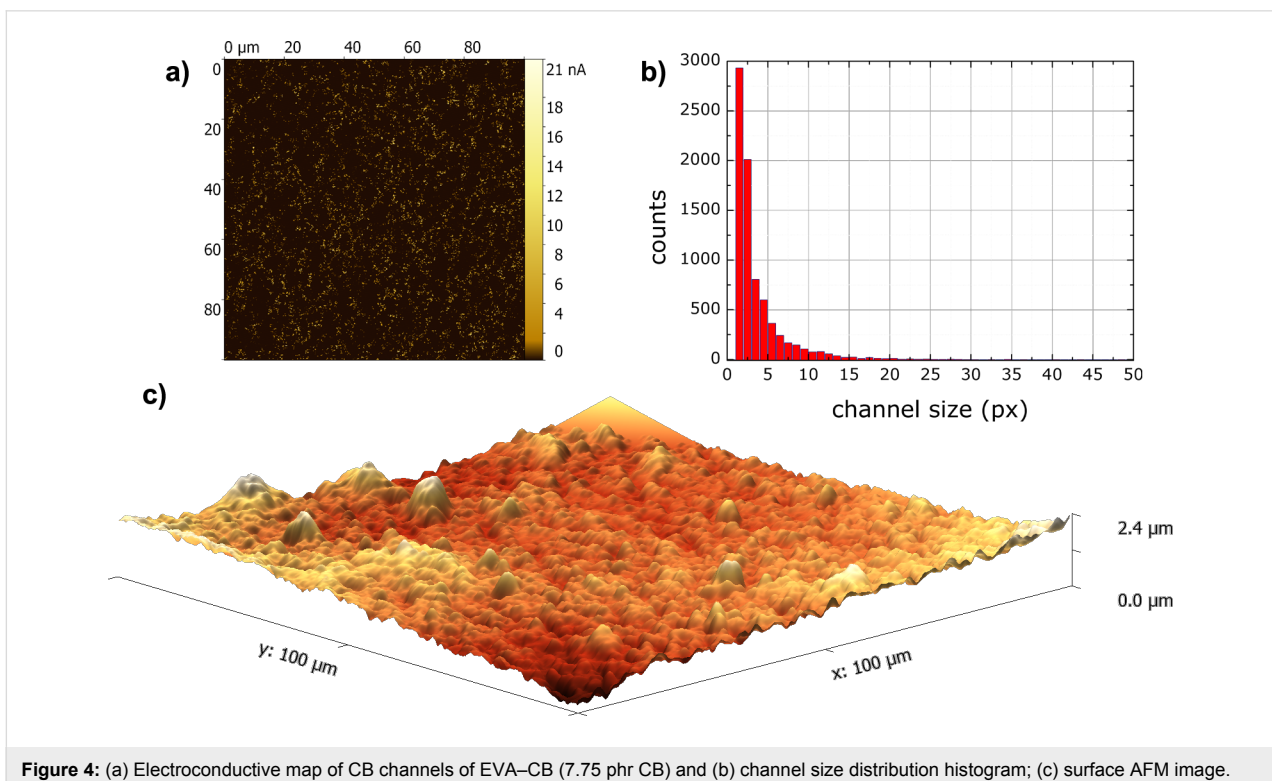 a)
0 µm 20 40 60 80
0
20
40
60
80
21 nA
18
16
14
12
10
8
6
4
2
0
b)
3000
2500
2000
1500
1000
500
0
counts
0 5 10 15 20 25 30 35 40 45 50
channel size (px)
c)
2.4 µm
0.0 µm
y: 100 µm
x: 100 µm
Figure 4: (a) Electroconductive map of CB channels of EVA–CB (7.75 phr CB) and (b) channel size distribution histogram; (c) surface AFM image.